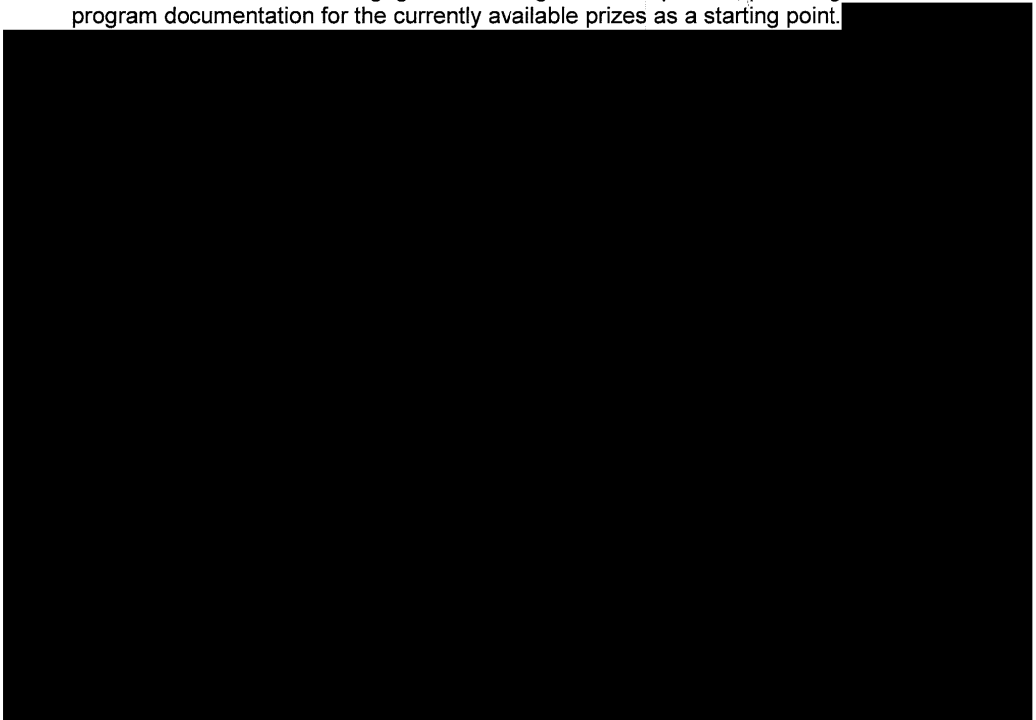 program documentation for the currently available prizes as a starting point.